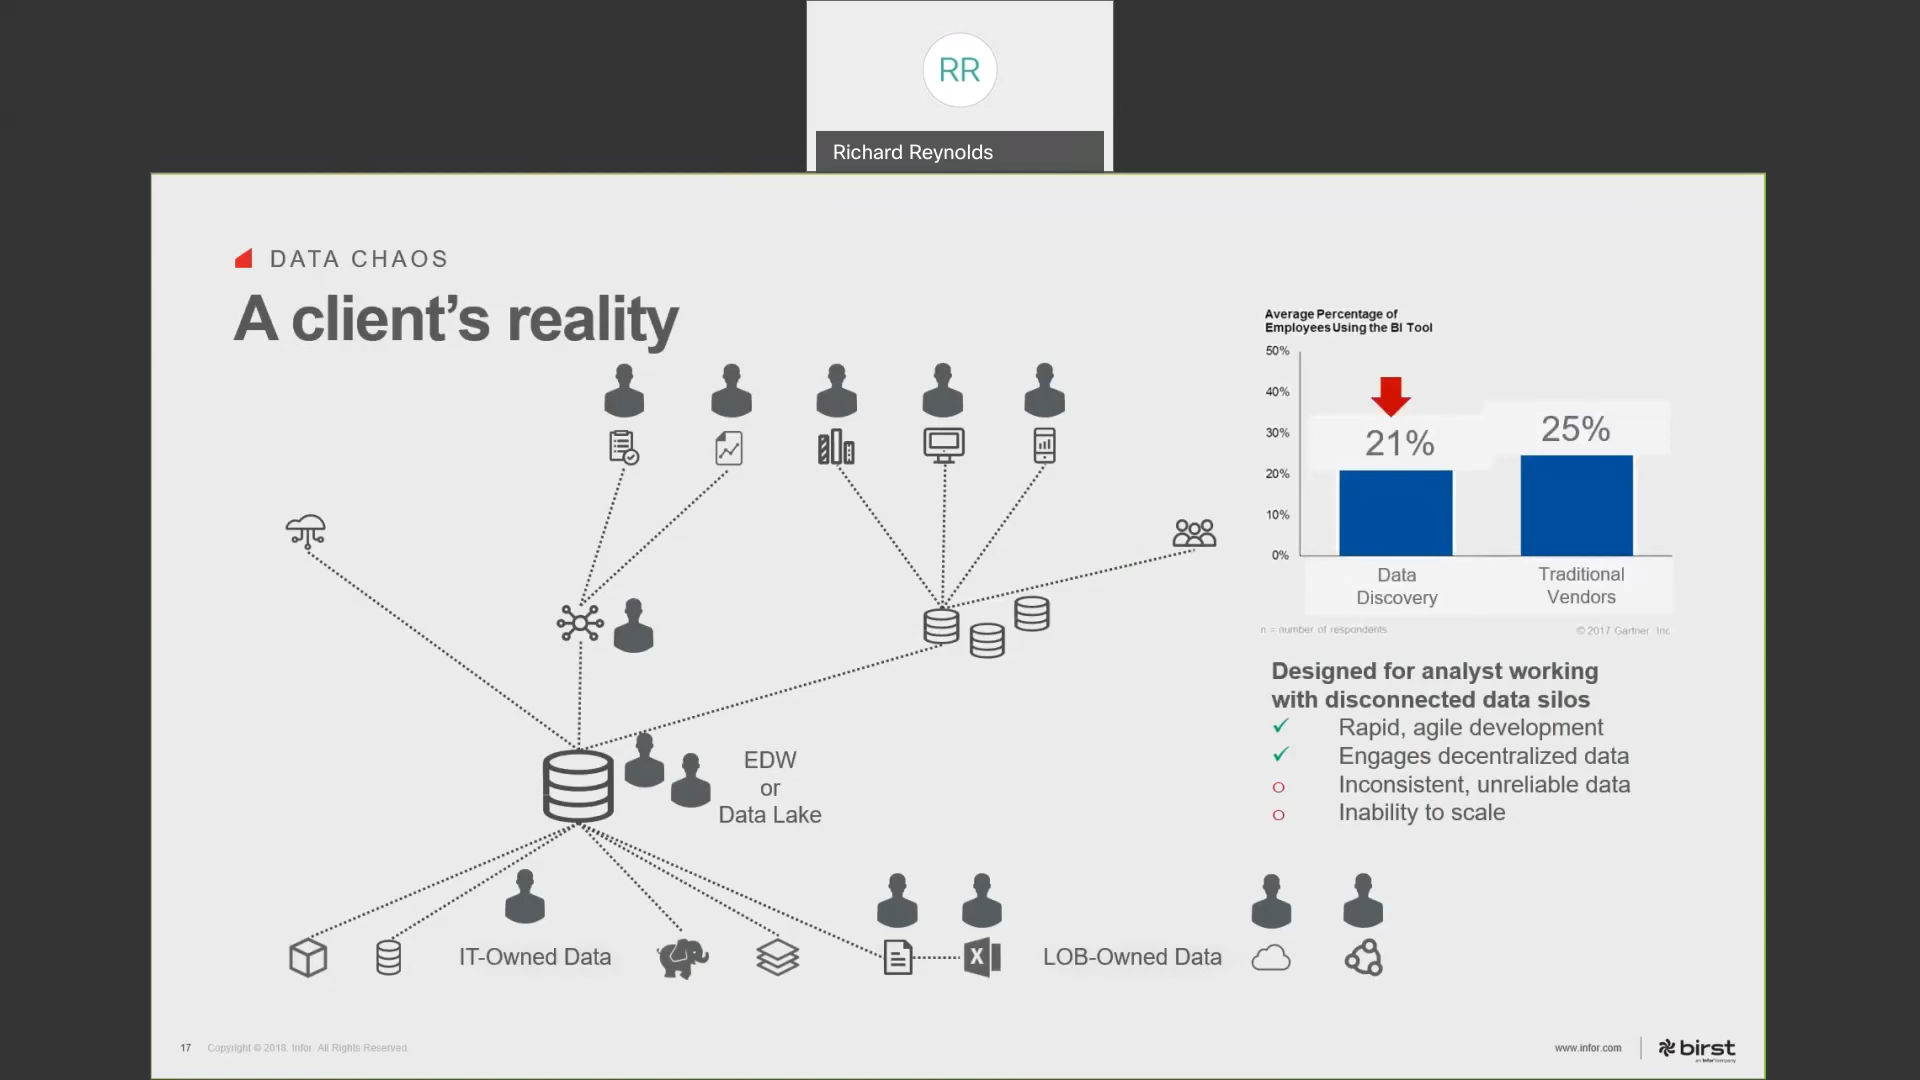 RR
Richard Reynolds
DATA CHAOS
A client's reality
Average Percentage of
Employees Using the BI Tool
50%
40%
30%
20%
10%
0%
21%
25%
Data
Discovery
Traditional
Vendors
n = number of respondents
© 2017 Gartner, Inc.
Designed for analyst working
with disconnected data silos
✓ Rapid, agile development
✓ Engages decentralized data
o Inconsistent, unreliable data
o Inability to scale
EDW
or
Data Lake
IT-Owned Data
X
LOB-Owned Data
17 Copyright © 2018. Infor. All Rights Reserved.
www.infor.com
birst
an infor company